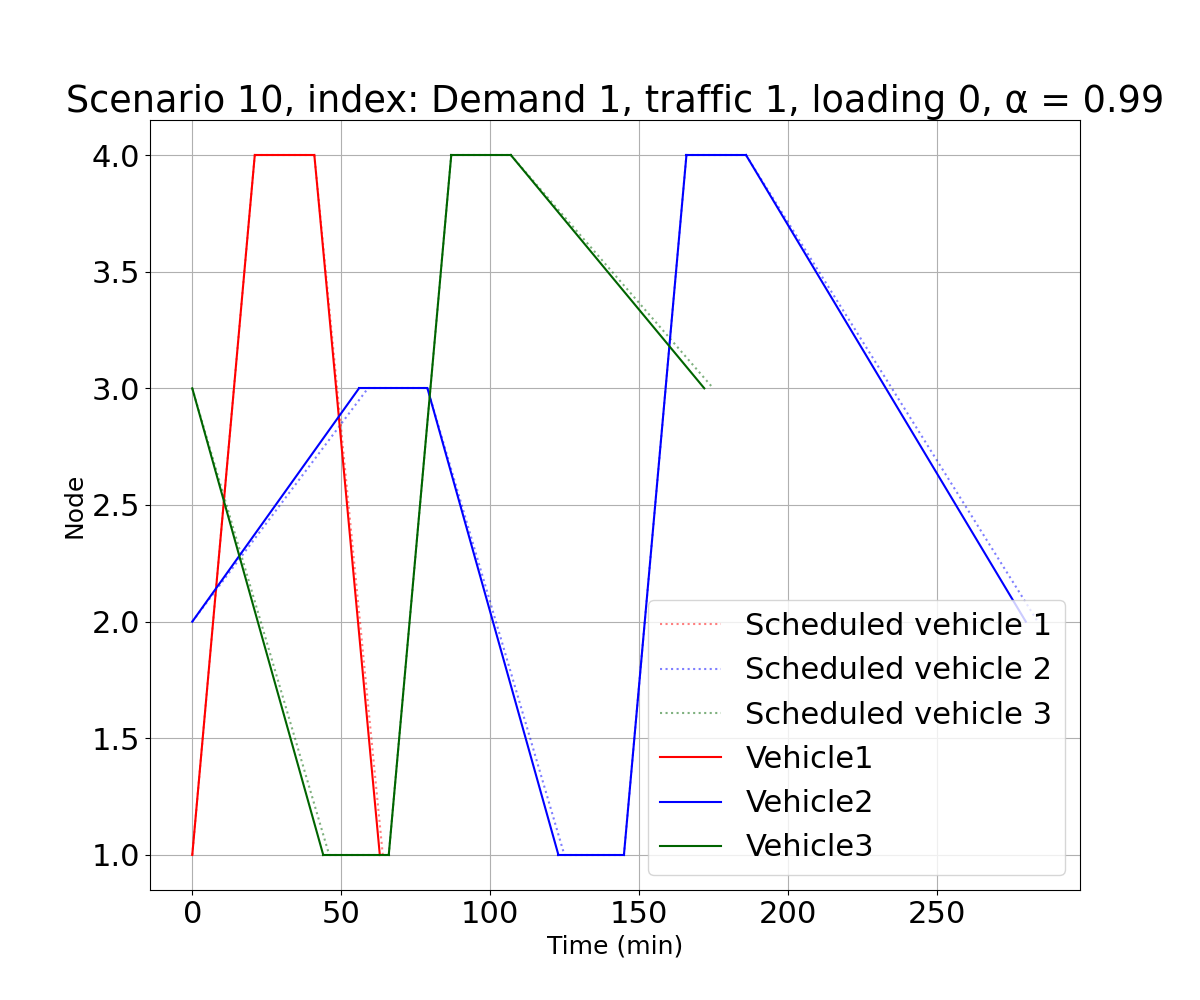 Scenario 10, index: Demand 1, traffic 1, loading 0, α = 0.99
4.0
3.5
3.0
2.5
2.0
1.5
1.0
Node
Scheduled vehicle 1
Scheduled vehicle 2
Scheduled vehicle 3
Vehicle1
Vehicle2
Vehicle3
0 50 100 150 200 250
Time (min)